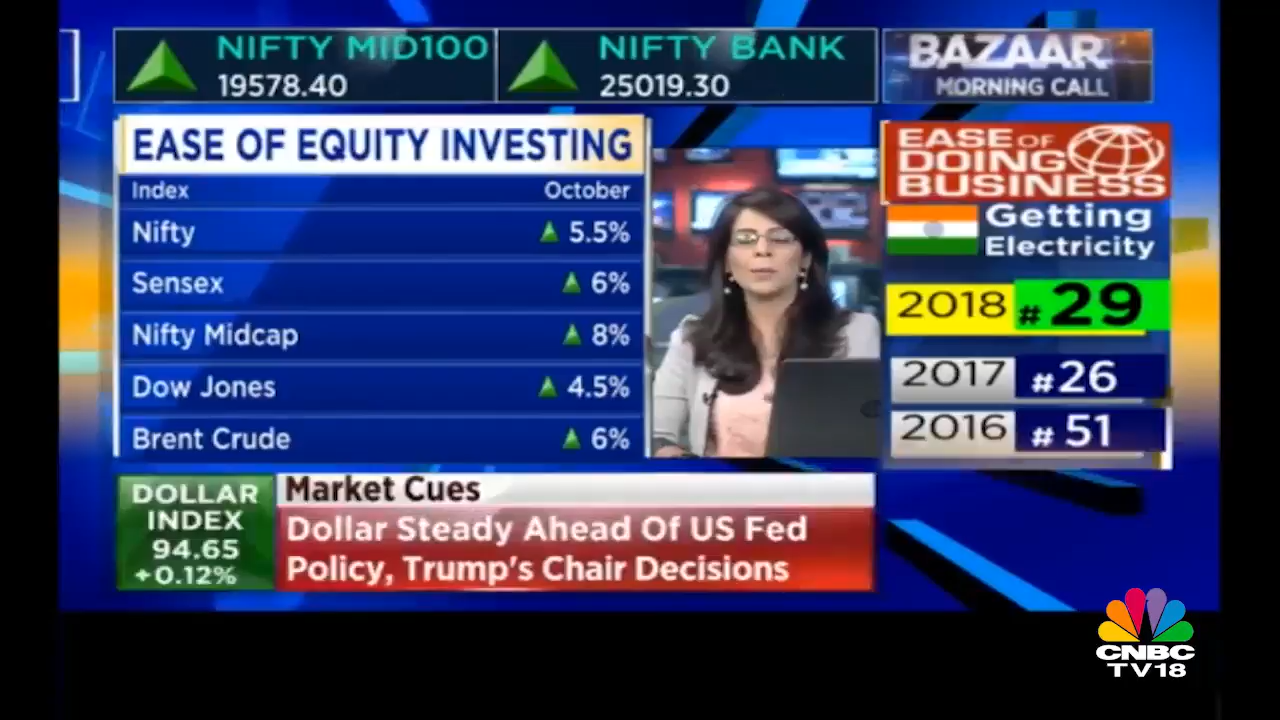 NIFTY MID100
19578.40
NIFTY BANK
25019.30
BAZAAR
MORNING CALL
EASE OF EQUITY INVESTING
Index October
Nifty 5.5%
Sensex 6%
Nifty Midcap 8%
Dow Jones 4.5%
Brent Crude 6%
EASE OF
DOING
BUSINESS
Getting
Electricity
2018 #29
2017 #26
2016 #51
DOLLAR
INDEX
94.65
+0.12%
Market Cues
Dollar Steady Ahead Of US Fed
Policy, Trump's Chair Decisions
CNBC
TV18